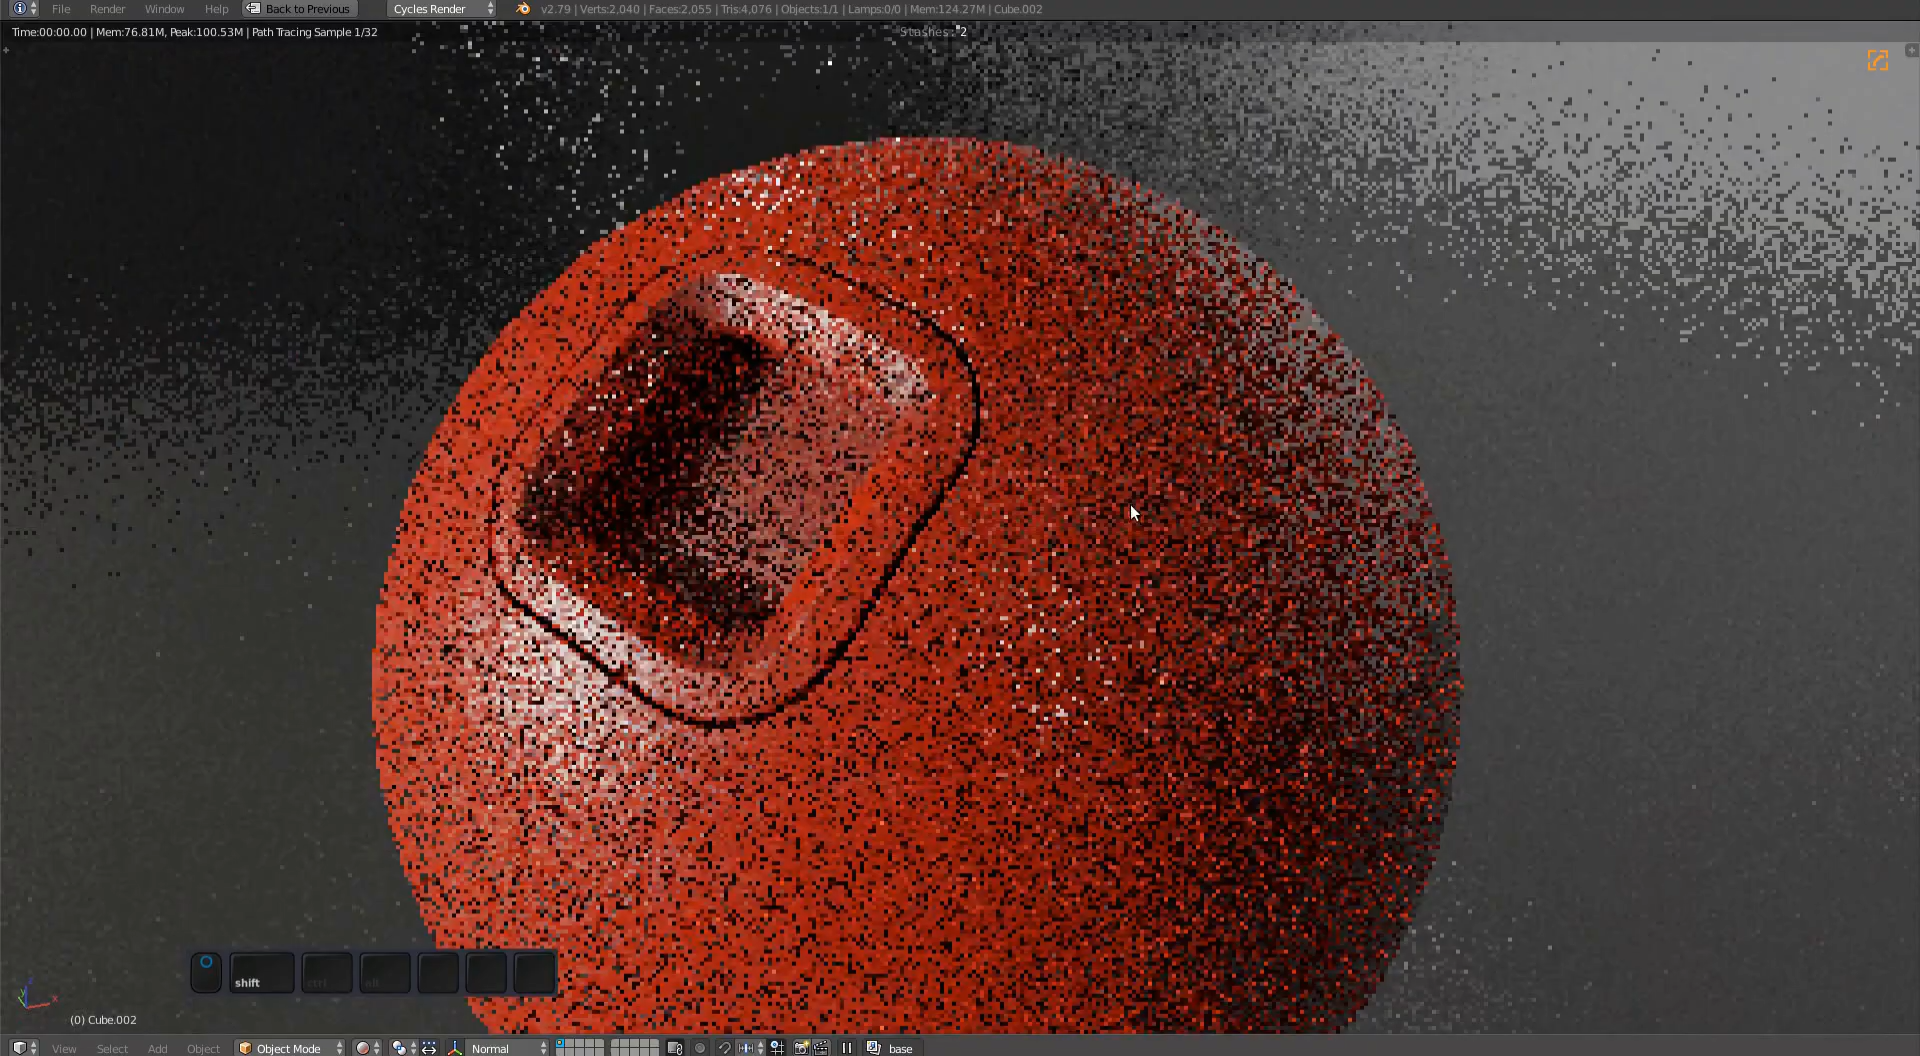 File Render Window Help Back to Previous Cycles Render v2.79 | Verts:2,040 | Faces:2,055 | Tris:4,076 | Objects:1/1 | Lamps:0/0 | Mem:124.27M | Cube.002
Time:00:00.00 | Mem:76.81M, Peak:100.53M | Path Tracing Sample 1/32
Stashes: 2
shift ctrl alt
(0) Cube.002
View Select Add Object Object Mode Normal base